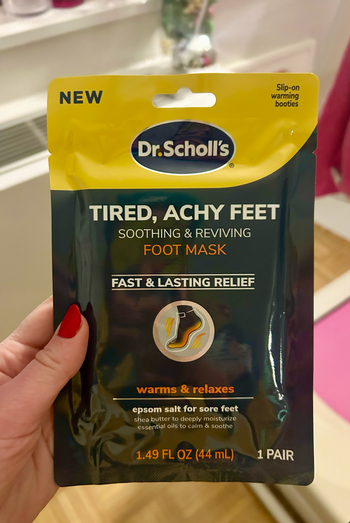 NEW
Slip-on
warming
booties
Dr. Scholl's®
TIRED, ACHY FEET
SOOTHING & REVIVING
FOOT MASK
FAST & LASTING RELIEF
warms & relaxes
epsom salt for sore feet
shea butter to deeply moisturize
essential oils to calm & soothe
1.49 FL OZ (44 mL) 1 PAIR